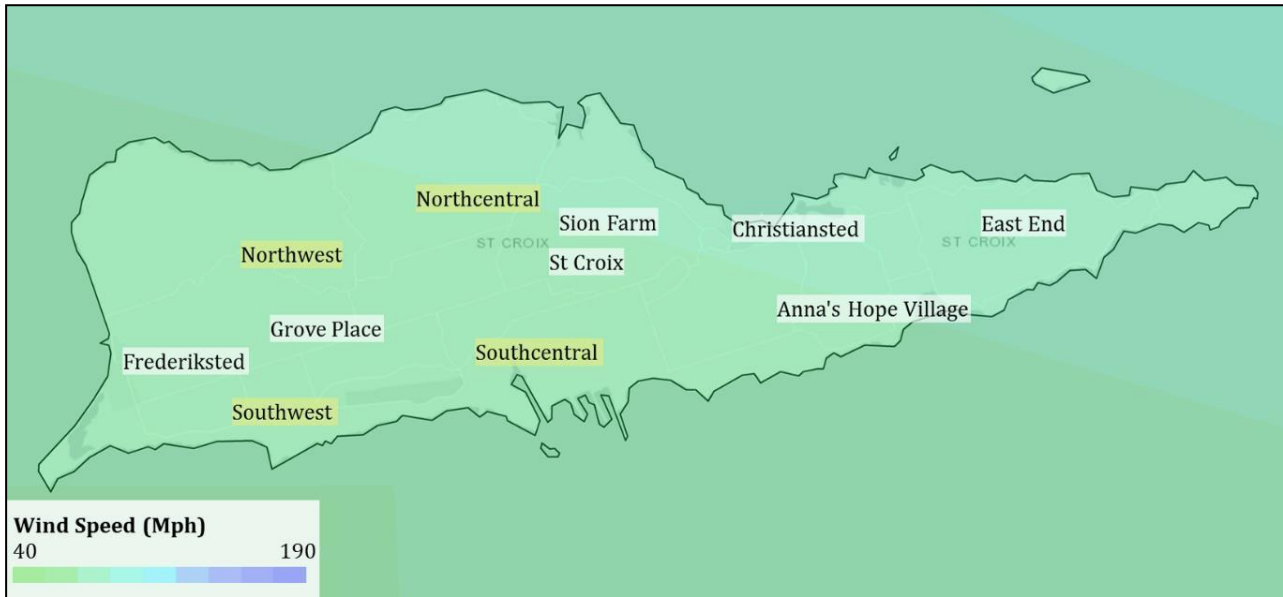 Northcentral
Sion Farm
Christiansted
East End
ST CROIX
ST CROIX
Northwest
St Croix
Anna's Hope Village
Grove Place
Southcentral
Frederiksted
Southwest
Wind Speed (Mph)
40 190